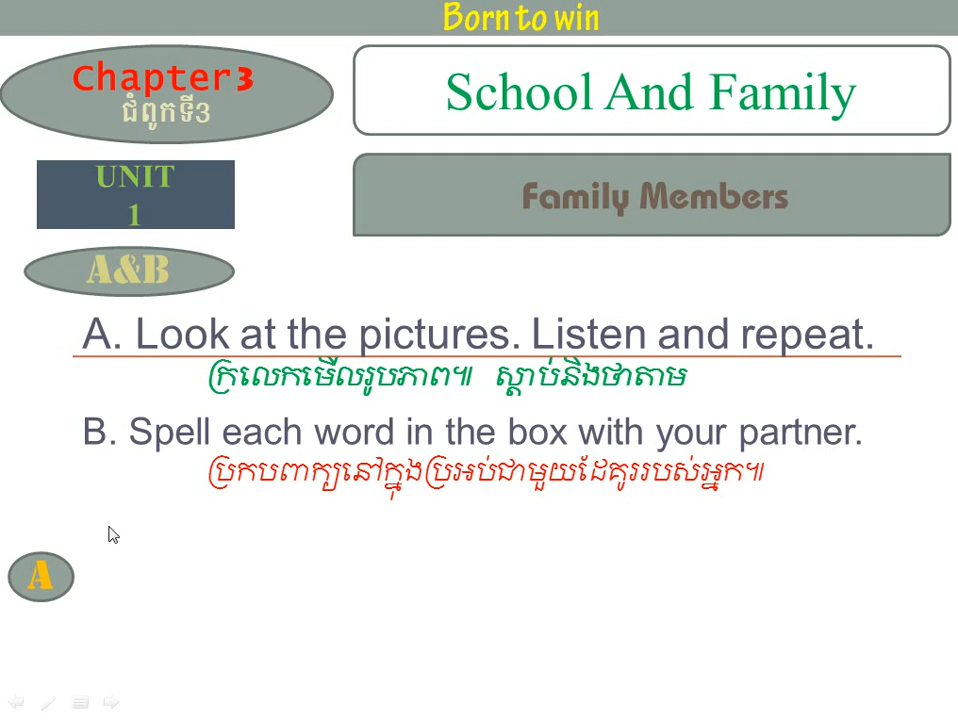 Born to win
Chapter3
ជំពូកទី3
School And Family
UNIT
1
Family Members
A&B
A. Look at the pictures. Listen and repeat.
ក្រលេកមើលរូបភាព៕ ស្តាប់និងថាតាម
B. Spell each word in the box with your partner.
ប្រកបពាក្យនៅក្នុងប្រអប់ជាមួយដៃគូររបស់អ្នក៕
A